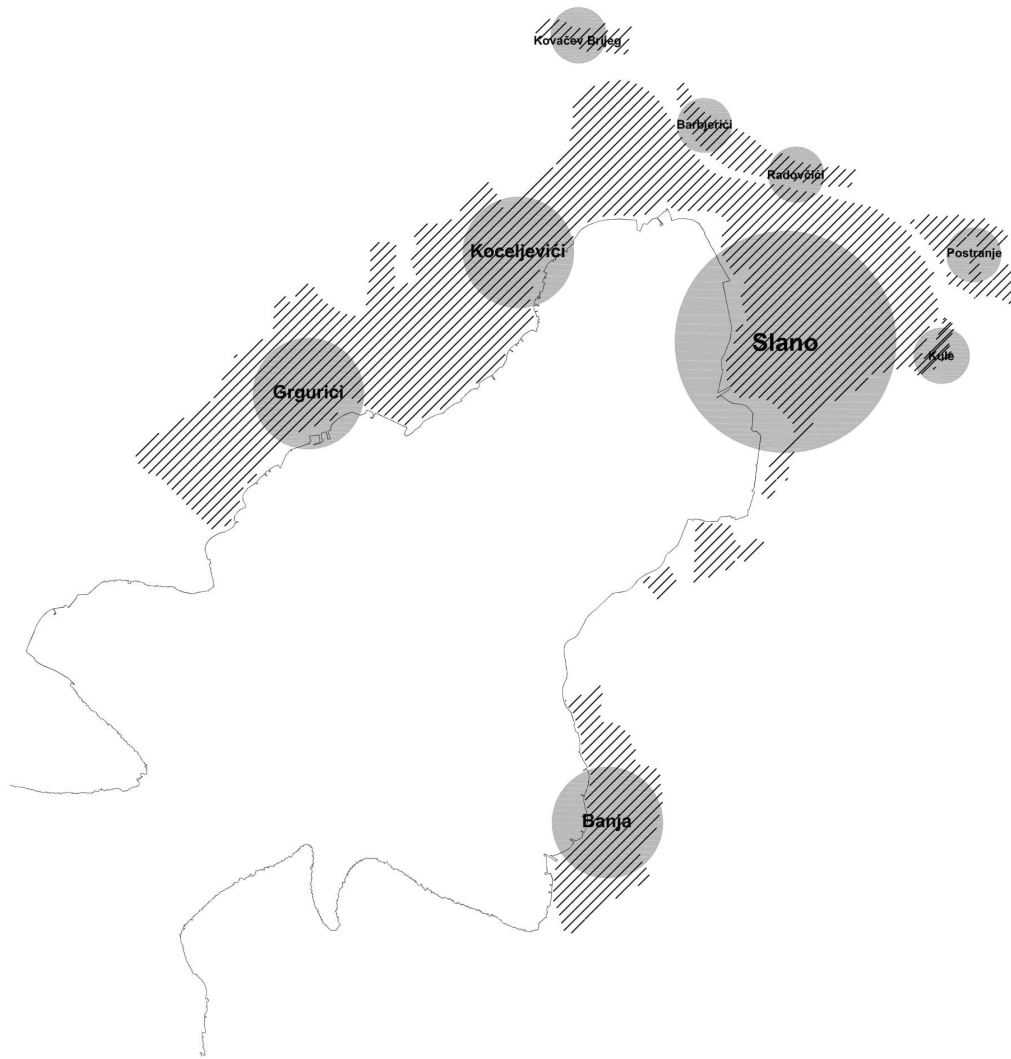 Kovačev Brijeg
Barbjerići
Radovčići
Koceljevići
Postranje
Slano
Kule
Grgurići
Banja